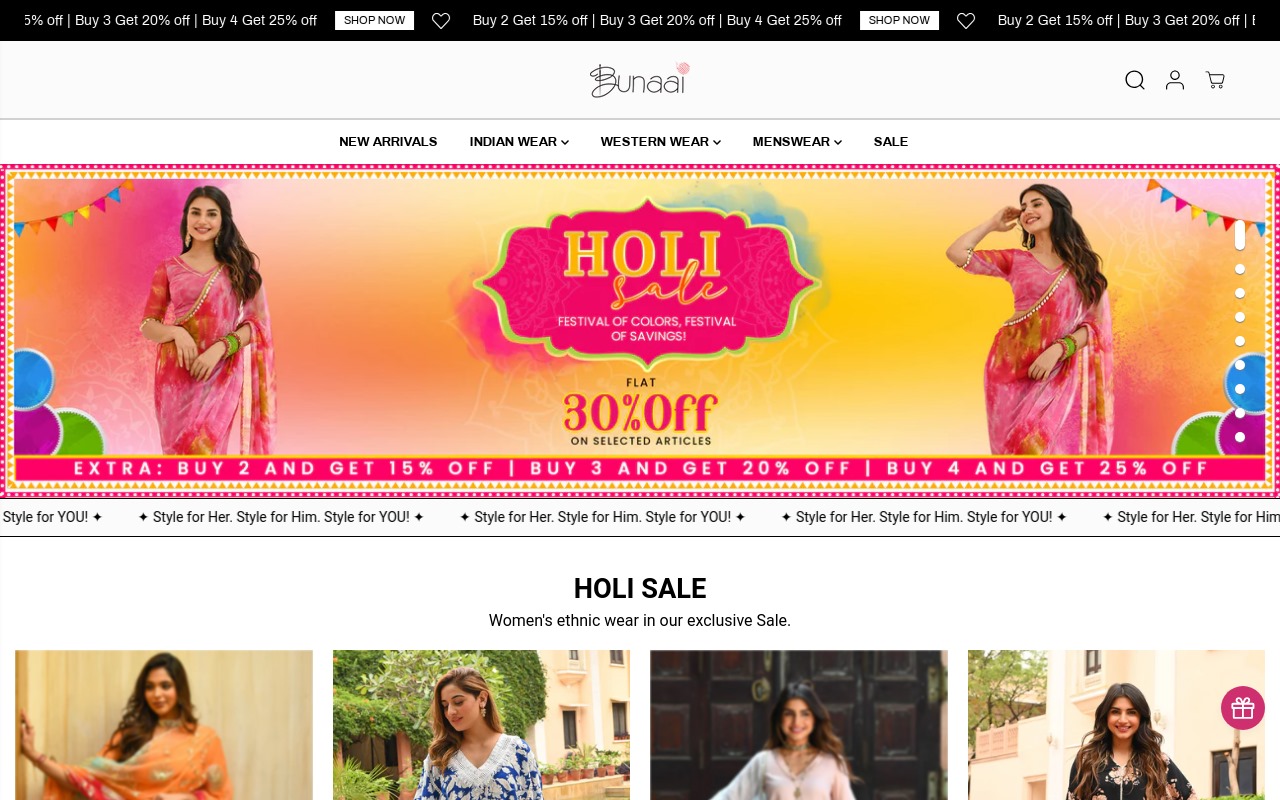 5% off | Buy 3 Get 20% off | Buy 4 Get 25% off SHOP NOW Buy 2 Get 15% off | Buy 3 Get 20% off | Buy 4 Get 25% off SHOP NOW Buy 2 Get 15% off | Buy 3 Get 20% off |
Bunaai
NEW ARRIVALS INDIAN WEAR WESTERN WEAR MENSWEAR SALE
HOLI
sale
FESTIVAL OF COLORS, FESTIVAL
OF SAVINGS!
FLAT
30%Off
ON SELECTED ARTICLES
EXTRA: BUY 2 AND GET 15% OFF | BUY 3 AND GET 20% OFF | BUY 4 AND GET 25% OFF
Style for YOU! ✦ ✦ Style for Her. Style for Him. Style for YOU! ✦ ✦ Style for Her. Style for Him. Style for YOU! ✦ ✦ Style for Her. Style for Him. Style for YOU! ✦ ✦ Style for Her. Style for Him
HOLI SALE
Women's ethnic wear in our exclusive Sale.